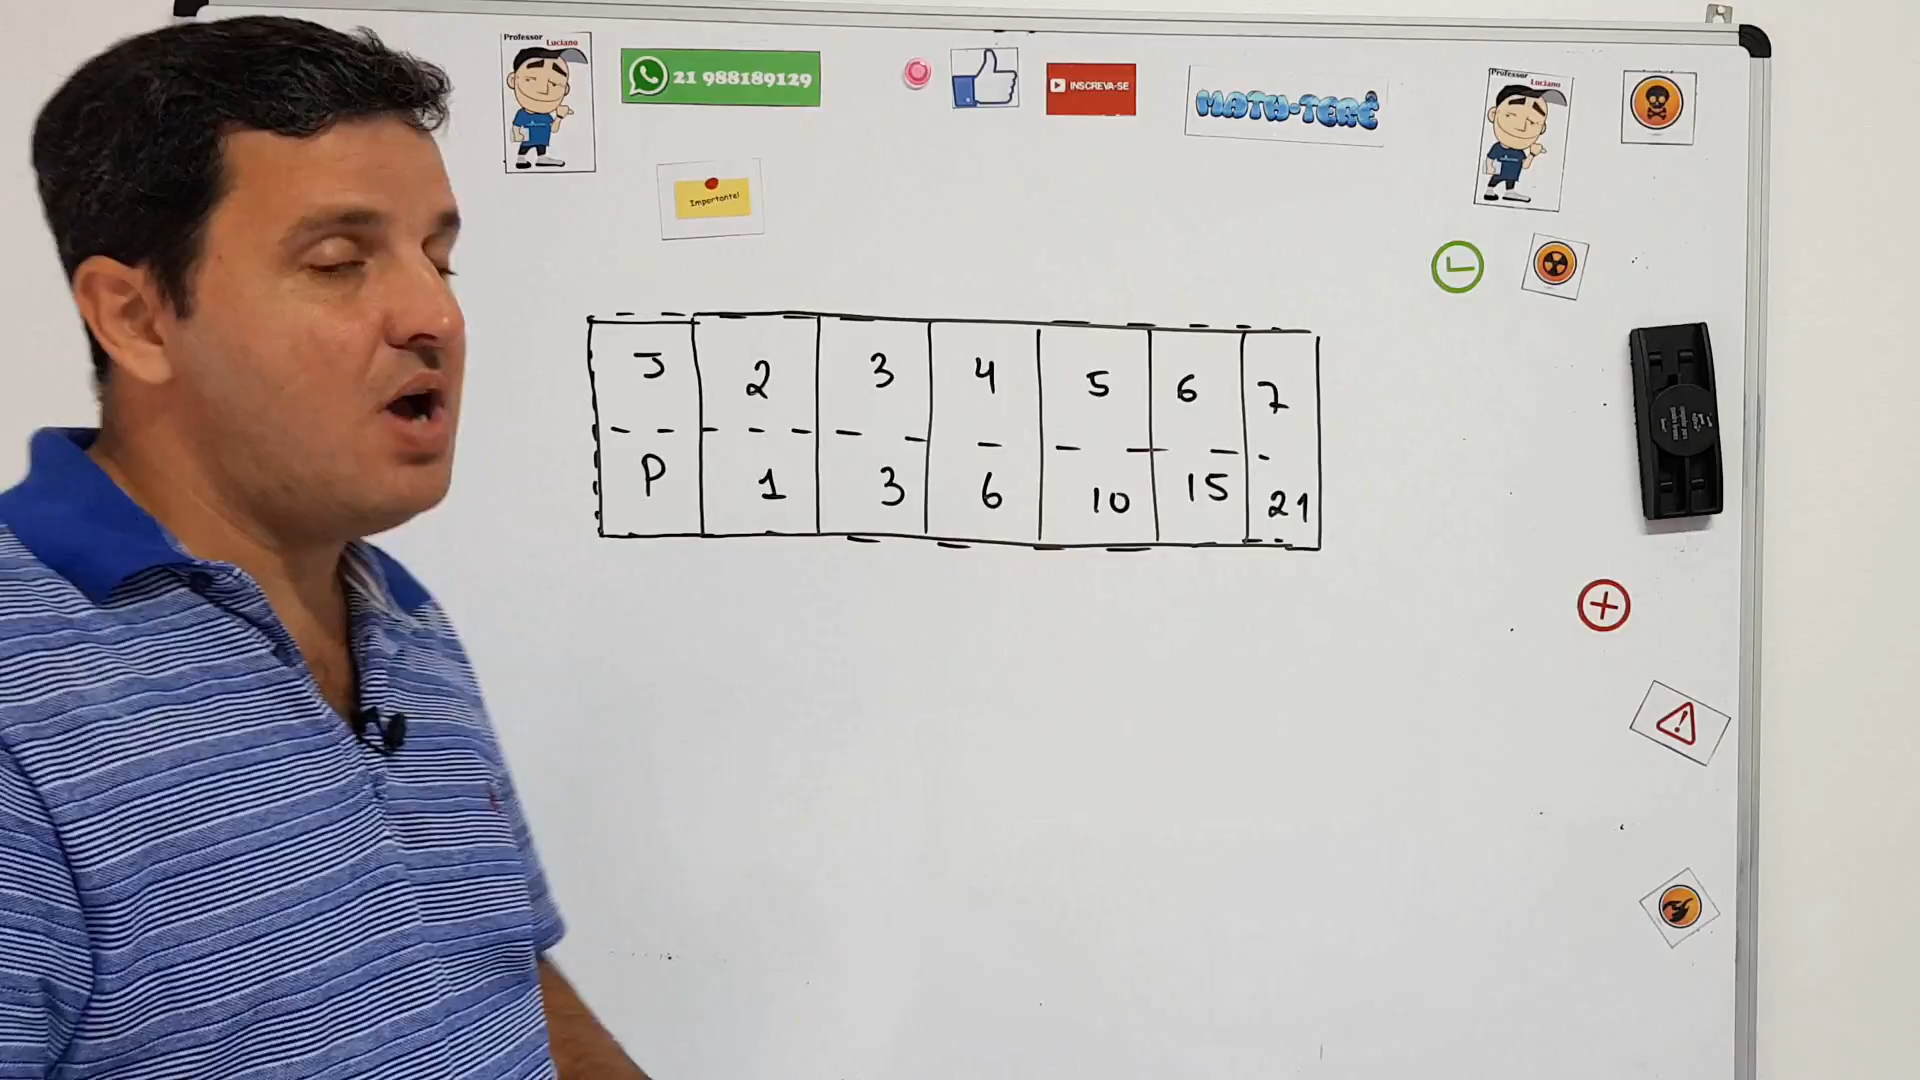 Professor
Luciano
21 988189129
INSCREVA-SE
MATH-TERÊ
Professor
Luciano
Importante!
J 2 3 4 5 6 7
P 1 3 6 10 15 21